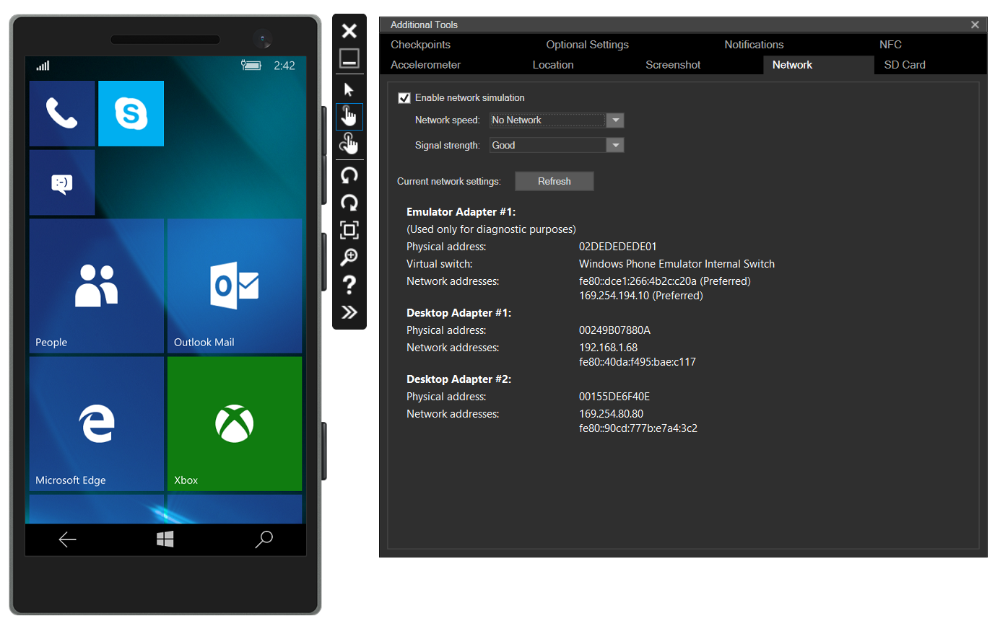 2:42
S
:-)
People
Outlook Mail
Microsoft Edge
Xbox
?
Additional Tools
Checkpoints Optional Settings Notifications NFC
Accelerometer Location Screenshot Network SD Card
Enable network simulation
Network speed: No Network
Signal strength: Good
Current network settings: Refresh
Emulator Adapter #1:
(Used only for diagnostic purposes)
Physical address: 02DEDEDEDE01
Virtual switch: Windows Phone Emulator Internal Switch
Network addresses: fe80::dce1:266:4b2c:c20a (Preferred)
169.254.194.10 (Preferred)
Desktop Adapter #1:
Physical address: 00249B07880A
Network addresses: 192.168.1.68
fe80::40da:f495:bae:c117
Desktop Adapter #2:
Physical address: 00155DE6F40E
Network addresses: 169.254.80.80
fe80::90cd:777b:e7a4:3c2